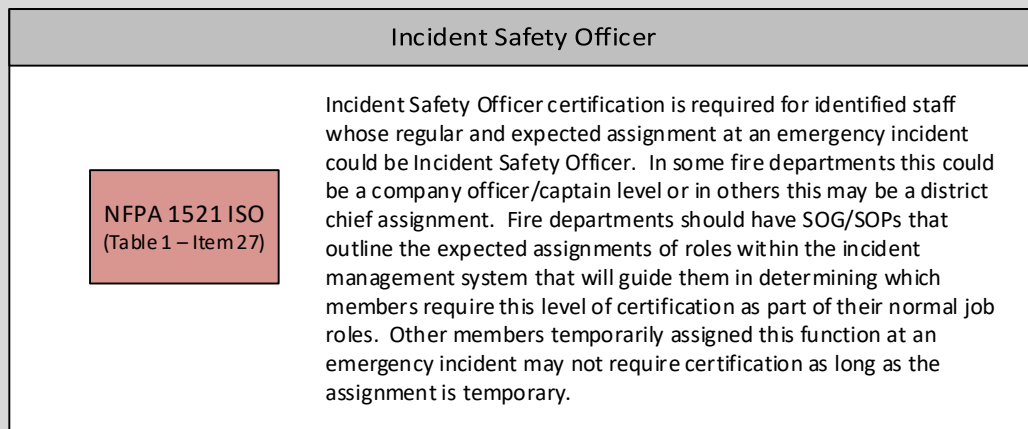 Incident Safety Officer
NFPA 1521 ISO
(Table 1 – Item 27)
Incident Safety Officer certification is required for identified staff
whose regular and expected assignment at an emergency incident
could be Incident Safety Officer.  In some fire departments this could
be a company officer/captain level or in others this may be a district
chief assignment.  Fire departments should have SOG/SOPs that
outline the expected assignments of roles within the incident
management system that will guide them in determining which
members require this level of certification as part of their normal job
roles.  Other members temporarily assigned this function at an
emergency incident may not require certification as long as the
assignment is temporary.